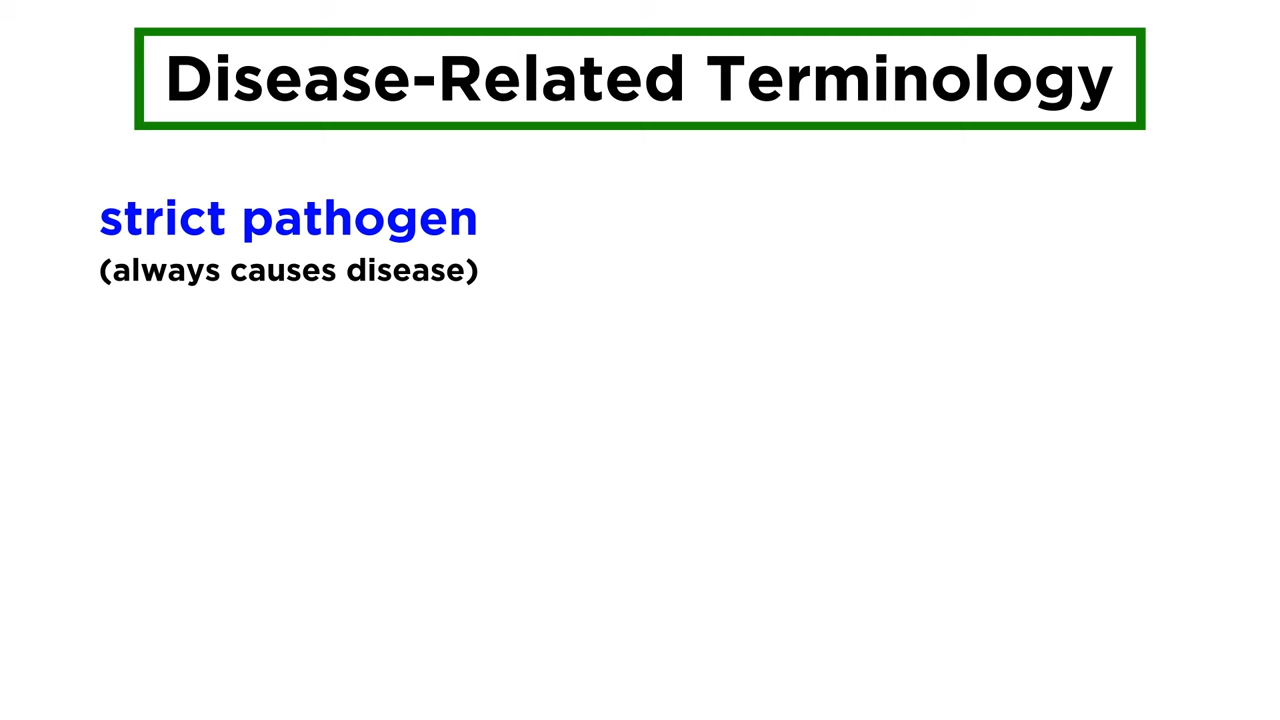 Disease-Related Terminology
strict pathogen
(always causes disease)